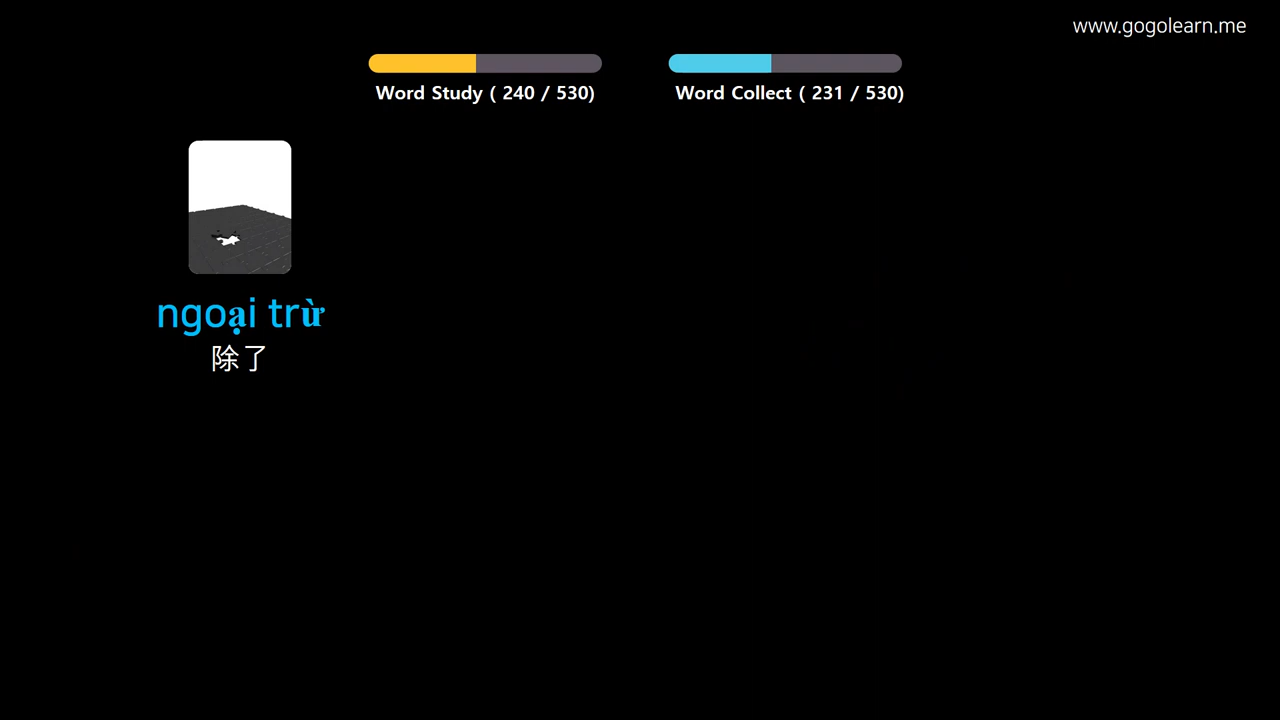 www.gogolearn.me
Word Study ( 240 / 530)
Word Collect ( 231 / 530)
ngoại trừ
除了